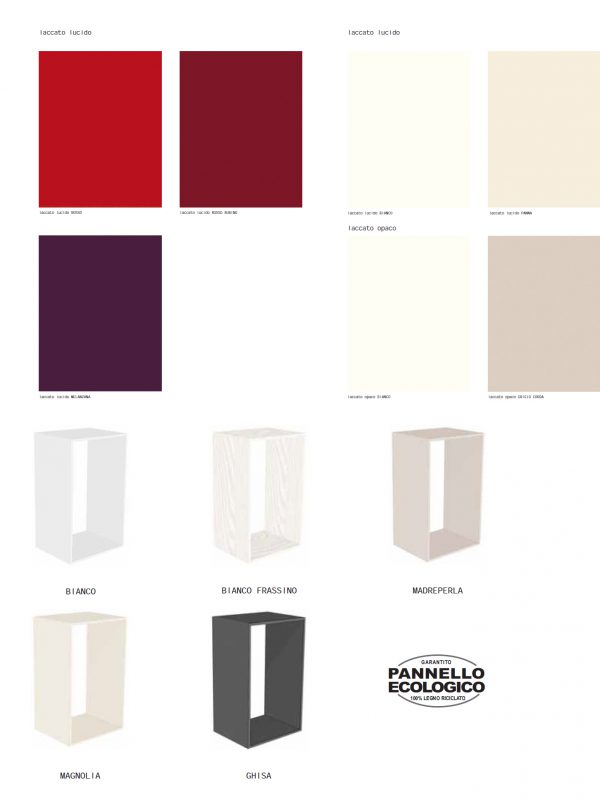 laccato lucido
laccato lucido
laccato lucido ROSSO
laccato lucido ROSSO RUBINO
laccato lucido BIANCO
laccato lucido PANNA
laccato opaco
laccato lucido MELANZANA
laccato opaco BIANCO
laccato opaco GRIGIO CORDA
BIANCO
BIANCO FRASSINO
MADREPERLA
GARANTITO
PANNELLO
ECOLOGICO
100% LEGNO RICICLATO
MAGNOLIA
GHISA